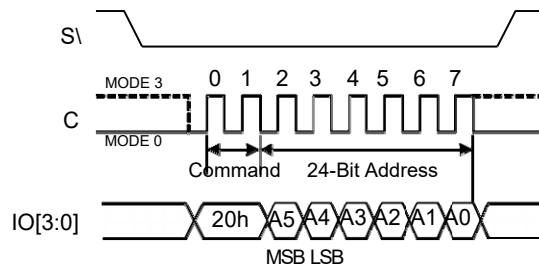 S\
MODE 3
0 1 2 3 4 5 6 7
C
MODE 0
Command 24-Bit Address
IO[3:0] 20h A5 A4 A3 A2 A1 A0
MSB LSB